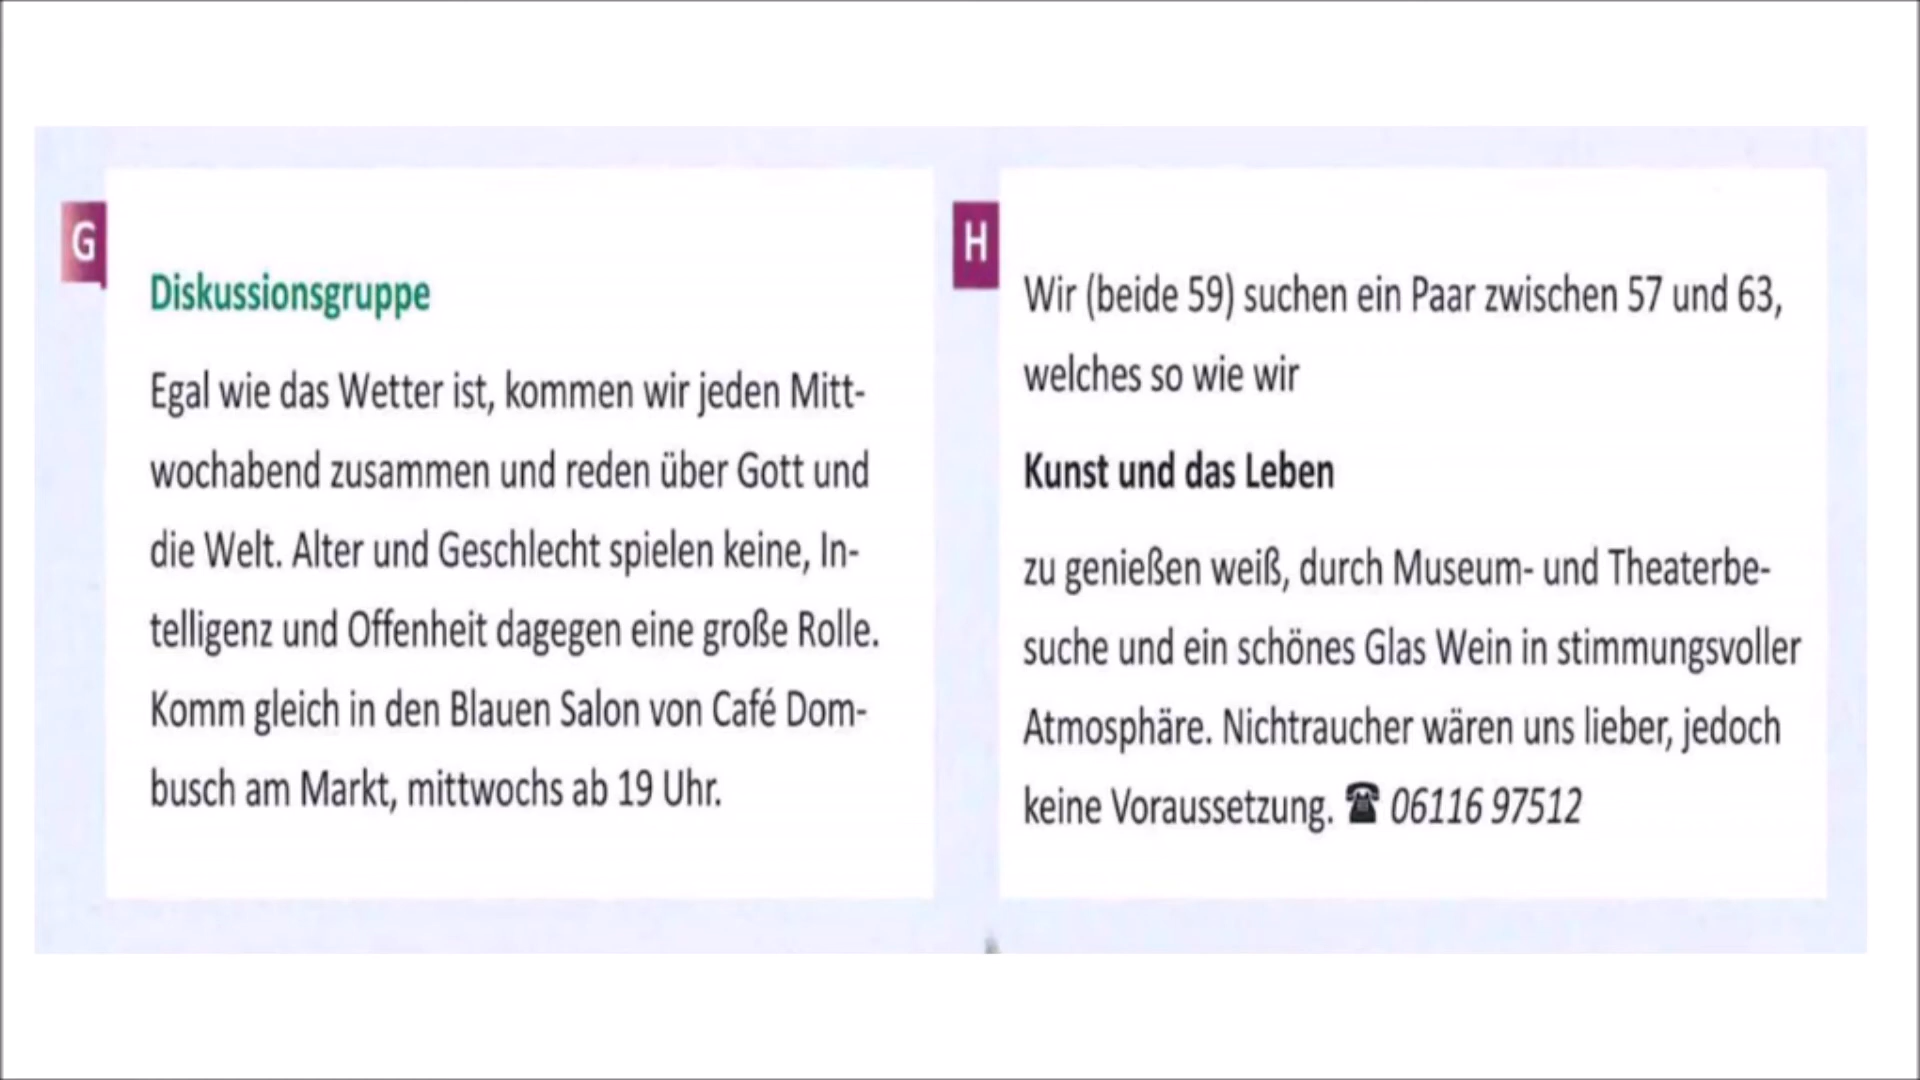 G
Diskussionsgruppe
Egal wie das Wetter ist, kommen wir jeden Mitt-
wochabend zusammen und reden über Gott und
die Welt. Alter und Geschlecht spielen keine, In-
telligenz und Offenheit dagegen eine große Rolle.
Komm gleich in den Blauen Salon von Café Dom-
busch am Markt, mittwochs ab 19 Uhr.
H
Wir (beide 59) suchen ein Paar zwischen 57 und 63,
welches so wie wir
Kunst und das Leben
zu genießen weiß, durch Museum- und Theaterbe-
suche und ein schönes Glas Wein in stimmungsvoller
Atmosphäre. Nichtraucher wären uns lieber, jedoch
keine Voraussetzung. ☎ 06116 97512